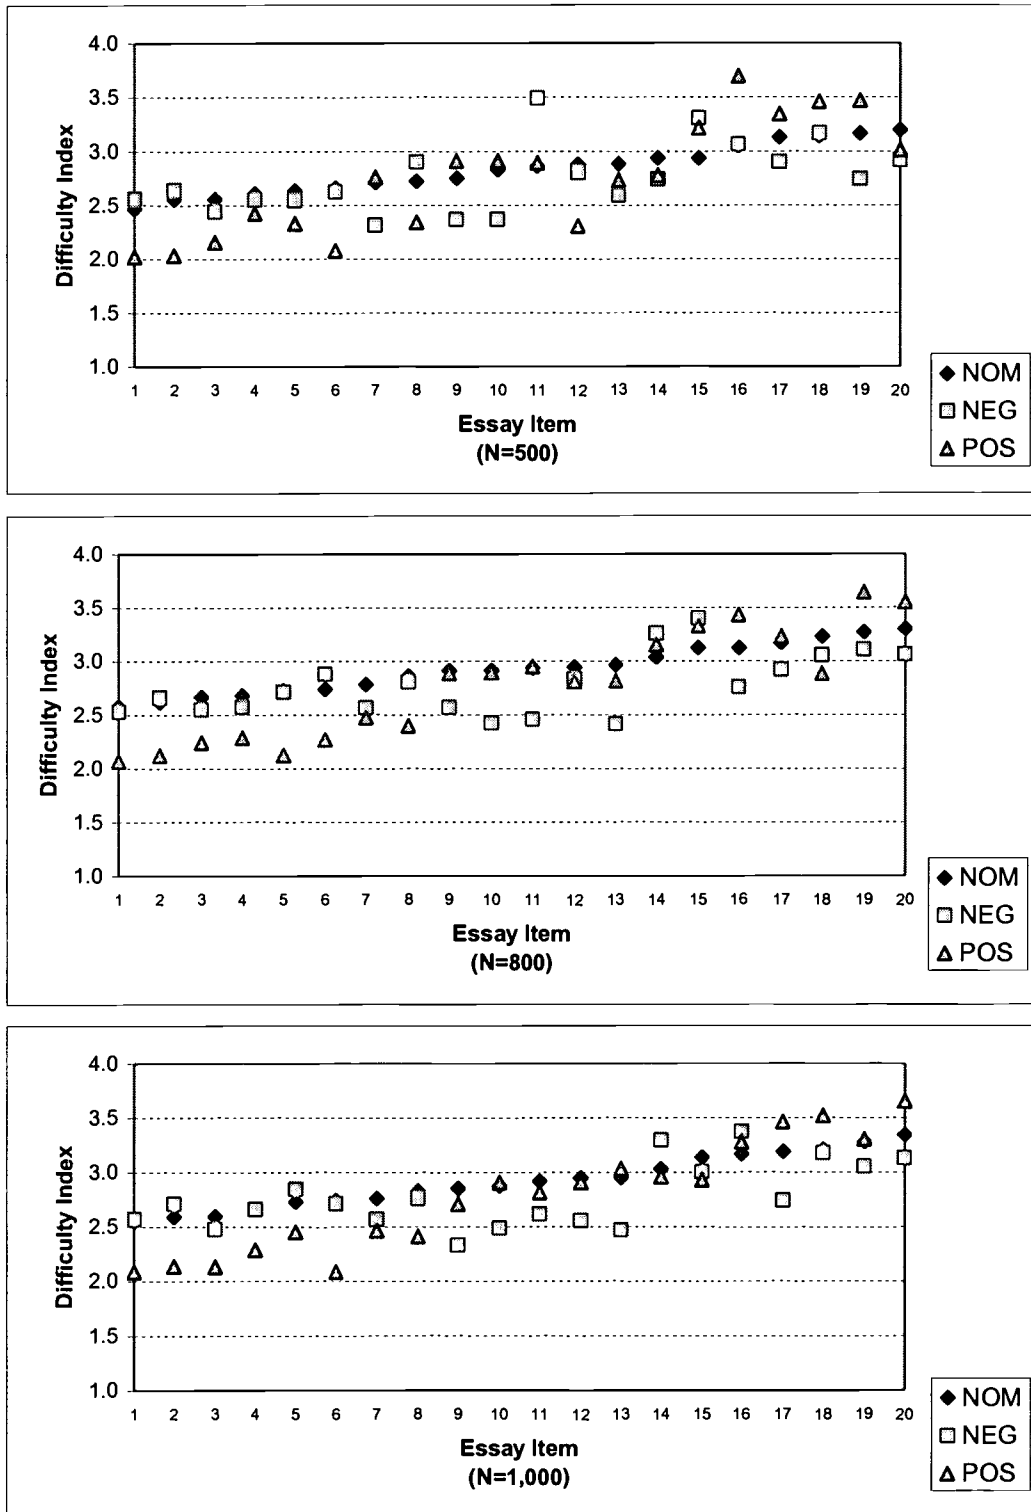 4.0
3.5
3.0
2.5
2.0
1.5
1.0
Difficulty Index
1 2 3 4 5 6 7 8 9 10 11 12 13 14 15 16 17 18 19 20
Essay Item
(N=500)
NOM
NEG
POS
4.0
3.5
3.0
2.5
2.0
1.5
1.0
Difficulty Index
1 2 3 4 5 6 7 8 9 10 11 12 13 14 15 16 17 18 19 20
Essay Item
(N=800)
NOM
NEG
POS
4.0
3.5
3.0
2.5
2.0
1.5
1.0
Difficulty Index
1 2 3 4 5 6 7 8 9 10 11 12 13 14 15 16 17 18 19 20
Essay Item
(N=1,000)
NOM
NEG
POS